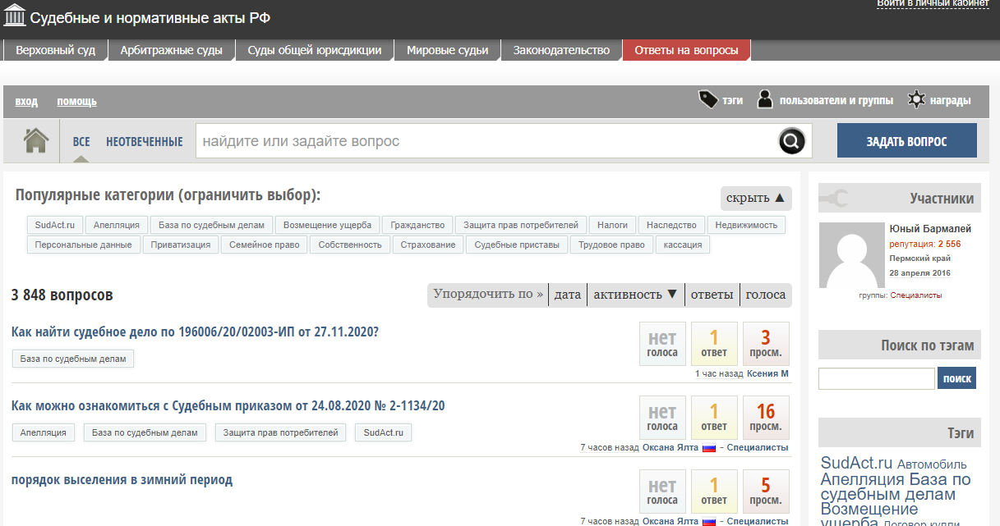 Войти в личный кабинет
Судебные и нормативные акты РФ
Верховный суд Арбитражные суды Суды общей юрисдикции Мировые судьи Законодательство Ответы на вопросы
вход помощь тэги пользователи и группы награды
ВСЕ НЕОТВЕЧЕННЫЕ найдите или задайте вопрос ЗАДАТЬ ВОПРОС
Популярные категории (ограничить выбор): скрыть ▲
SudAct.ru Апелляция База по судебным делам Возмещение ущерба Гражданство Защита прав потребителей Налоги Наследство Недвижимость
Персональные данные Приватизация Семейное право Собственность Страхование Судебные приставы Трудовое право кассация
3 848 вопросов Упорядочить по » дата активность ▼ ответы голоса
Как найти судебное дело по 196006/20/02003-ИП от 27.11.2020?
нет голоса 1 ответ 3 просм.
База по судебным делам
1 час назад Ксения М
Как можно ознакомиться с Судебным приказом от 24.08.2020 № 2-1134/20
нет голоса 1 ответ 16 просм.
Апелляция База по судебным делам Защита прав потребителей SudAct.ru
7 часов назад Оксана Ялта - Специалисты
порядок выселения в зимний период
нет голоса 1 ответ 5 просм.
7 часов назад Оксана Ялта - Специалисты
Участники
Юный Бармалей
репутация: 2 556
Пермский край
28 апреля 2016
группы: Специалисты
Поиск по тэгам
поиск
Тэги
SudAct.ru Автомобиль
Апелляция База по
судебным делам
Возмещение
ущерба Договор купли